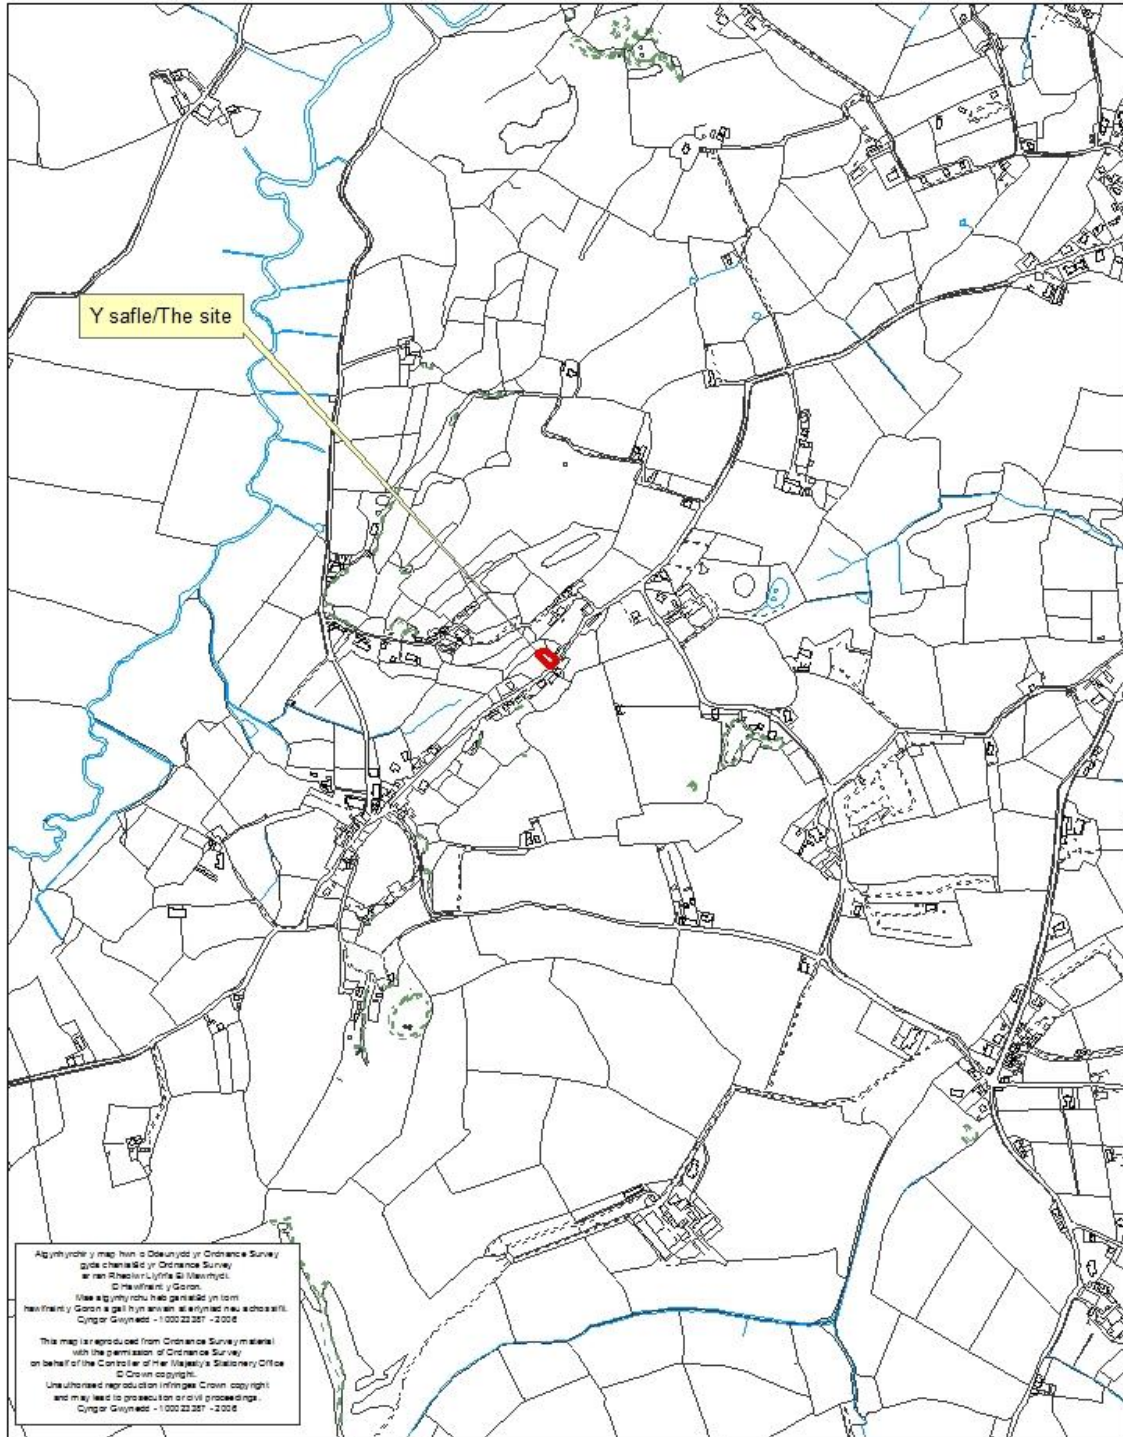 Y safle/The site
Algynhyrchir y map hwn o Ddeunydd yr Ordnance Survey
gyda chaniatâd yr Ordnance Survey
ar ran Rheolwr Llyfrfa Ei Mawrhydi.
© Hawlfraint y Goron.
Mae atgynhyrchu heb ganiatâd yn torri
hawlfraint y Goron a gall hyn arwain at erlyniad neu achos sifil.
Cyngor Gwynedd - 100023387 - 2008
This map is reproduced from Ordnance Survey material
with the permission of Ordnance Survey
on behalf of the Controller of Her Majesty's Stationery Office
© Crown copyright.
Unauthorised reproduction infringes Crown copyright
and may lead to prosecution or civil proceedings.
Cyngor Gwynedd - 100023387 - 2008